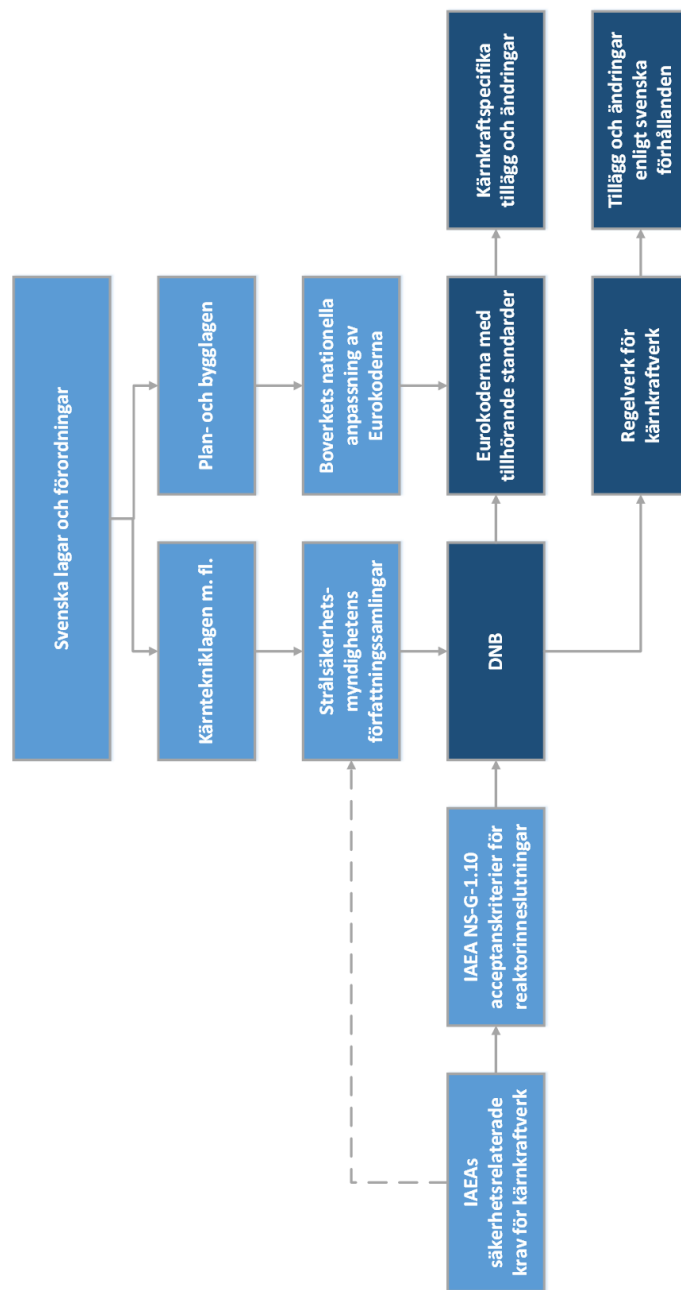 Svenska lagar och förordningar
Kärntekniklagen m. fl.
Plan- och bygglagen
Strålsäkerhets-
myndighetens
författningssamlingar
Boverkets nationella
anpassning av
Eurokoderna
IAEAs
säkerhetsrelaterade
krav för kärnkraftverk
IAEA NS-G-1.10
acceptanskriterier för
reaktorinneslutningar
DNB
Eurokoderna med
tillhörande standarder
Kärnkraftspecifika
tillägg och ändringar
Regelverk för
kärnkraftverk
Tillägg och ändringar
enligt svenska
förhållanden